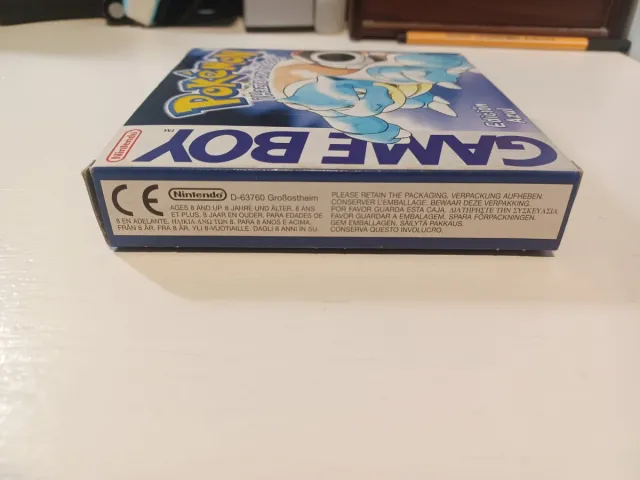 Pokémon
Edición
Azul
Nintendo
GAME BOY™
CE
Nintendo D-63760 Großostheim
AGES 8 AND UP. 8 JAHRE UND ÄLTER. 8 ANS
ET PLUS. 8 JAAR EN OUDER. PARA EDADES DE
8 EN ADELANTE. ΗΛΙΚΙΑ ΑΝΩ ΤΩΝ 8. PARA 8 ANOS E ACIMA.
FRÅN 8 ÅR. FRA 8 ÅR. YLI 8-VUOTIAILLE. DAGLI 8 ANNI IN SU.
PLEASE RETAIN THE PACKAGING. VERPACKUNG AUFHEBEN.
CONSERVER L'EMBALLAGE. BEWAAR DEZE VERPAKKING.
POR FAVOR GUARDA ESTA CAJA. ΔΙΑΤΗΡΗΣΤΕ ΤΗΝ ΣΥΣΚΕΥΑΣΙΑ
FAVOR GUARDAR A EMBALAGEM. SPARA FÖRPACKNINGEN.
GEM EMBALLAGEN. SÄILYTÄ PAKKAUS.
CONSERVA QUESTO INVOLUCRO.